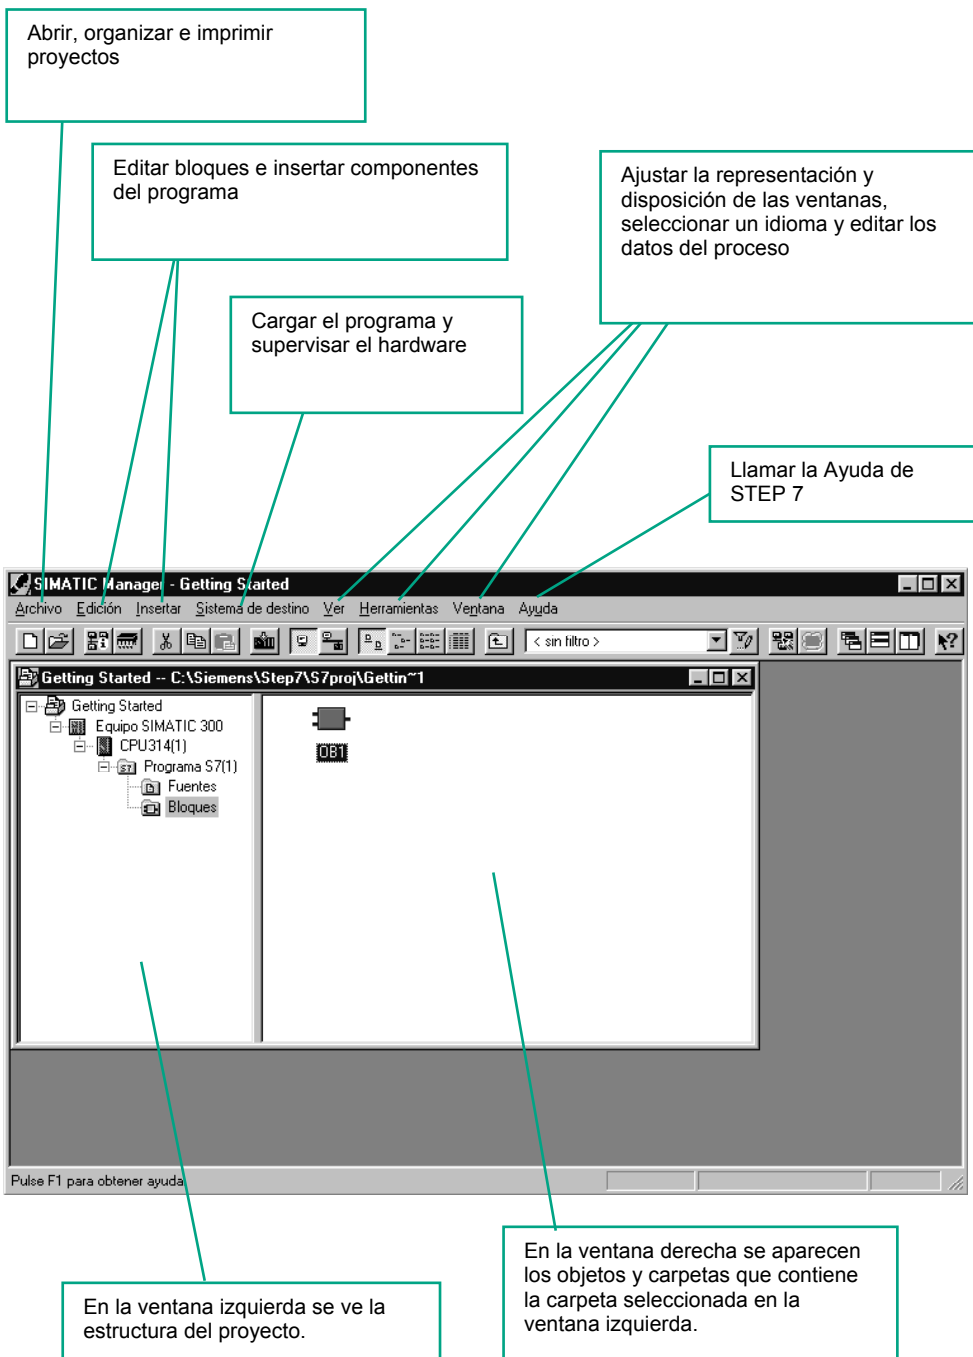 Abrir, organizar e imprimir
proyectos
Editar bloques e insertar componentes
del programa
Ajustar la representación y
disposición de las ventanas,
seleccionar un idioma y editar los
datos del proceso
Cargar el programa y
supervisar el hardware
Llamar la Ayuda de
STEP 7
SIMATIC Manager - Getting Started
Archivo Edición Insertar Sistema de destino Ver Herramientas Ventana Ayuda
< sin filtro >
Getting Started -- C:\Siemens\Step7\S7proj\Gettin~1
Getting Started
Equipo SIMATIC 300
CPU314(1)
Programa S7(1)
Fuentes
Bloques
OB1
Pulse F1 para obtener ayuda.
En la ventana izquierda se ve la
estructura del proyecto.
En la ventana derecha se aparecen
los objetos y carpetas que contiene
la carpeta seleccionada en la
ventana izquierda.